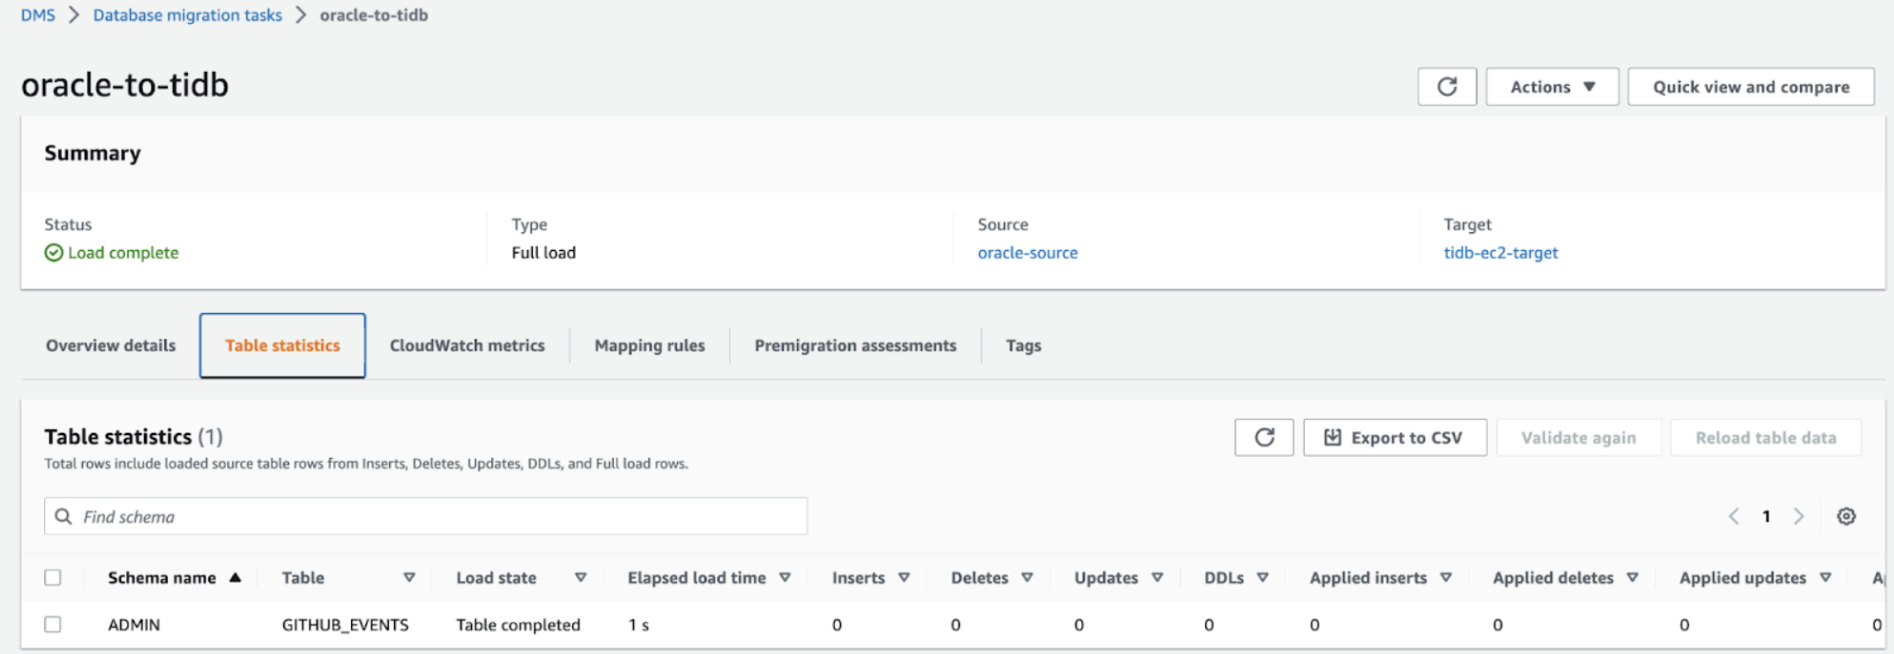 DMS > Database migration tasks > oracle-to-tidb
oracle-to-tidb
Actions ▼ Quick view and compare
Summary
Status Type Source Target
Load complete Full load oracle-source tidb-ec2-target
Overview details Table statistics CloudWatch metrics Mapping rules Premigration assessments Tags
Table statistics (1) Export to CSV Validate again Reload table data
Total rows include loaded source table rows from Inserts, Deletes, Updates, DDLs, and Full load rows.
Find schema < 1 >
Schema name ▲ Table ▽ Load state ▽ Elapsed load time ▽ Inserts ▽ Deletes ▽ Updates ▽ DDLs ▽ Applied inserts ▽ Applied deletes ▽ Applied updates ▽
ADMIN GITHUB_EVENTS Table completed 1 s 0 0 0 0 0 0 0 0